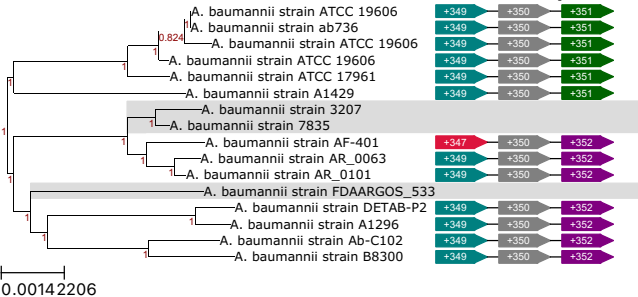 A. baumannii strain ATCC 19606 +349 +350 +351
A. baumannii strain ab736 +349 +350 +351
0.824 A. baumannii strain ATCC 19606 +349 +350 +351
A. baumannii strain ATCC 19606 +349 +350 +351
A. baumannii strain ATCC 17961 +349 +350 +351
A. baumannii strain A1429 +349 +350 +351
A. baumannii strain 3207
A. baumannii strain 7835
A. baumannii strain AF-401 +347 +350 +352
A. baumannii strain AR_0063 +349 +350 +352
A. baumannii strain AR_0101 +349 +350 +352
A. baumannii strain FDAARGOS_533
A. baumannii strain DETAB-P2 +349 +350 +352
A. baumannii strain A1296 +349 +350 +352
A. baumannii strain Ab-C102 +349 +350 +352
A. baumannii strain B8300 +349 +350 +352
1
1
1
1
1
1
1
1
1
1
1
1
1
1
0.00142206